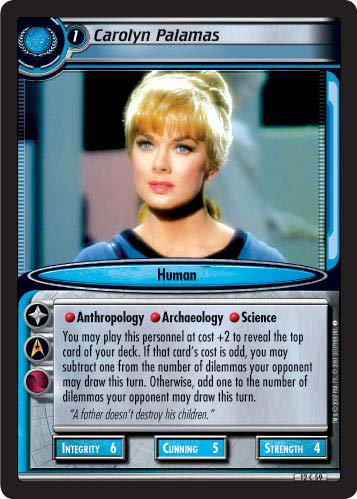 1 Carolyn Palamas
Human
Anthropology Archaeology Science
You may play this personnel at cost +2 to reveal the top
card of your deck. If that card's cost is odd, you may
subtract one from the number of dilemmas your opponent
may draw this turn. Otherwise, add one to the number of
dilemmas your opponent may draw this turn.
"A father doesn't destroy his children."
INTEGRITY 6 CUNNING 5 STRENGTH 4
12 C 59